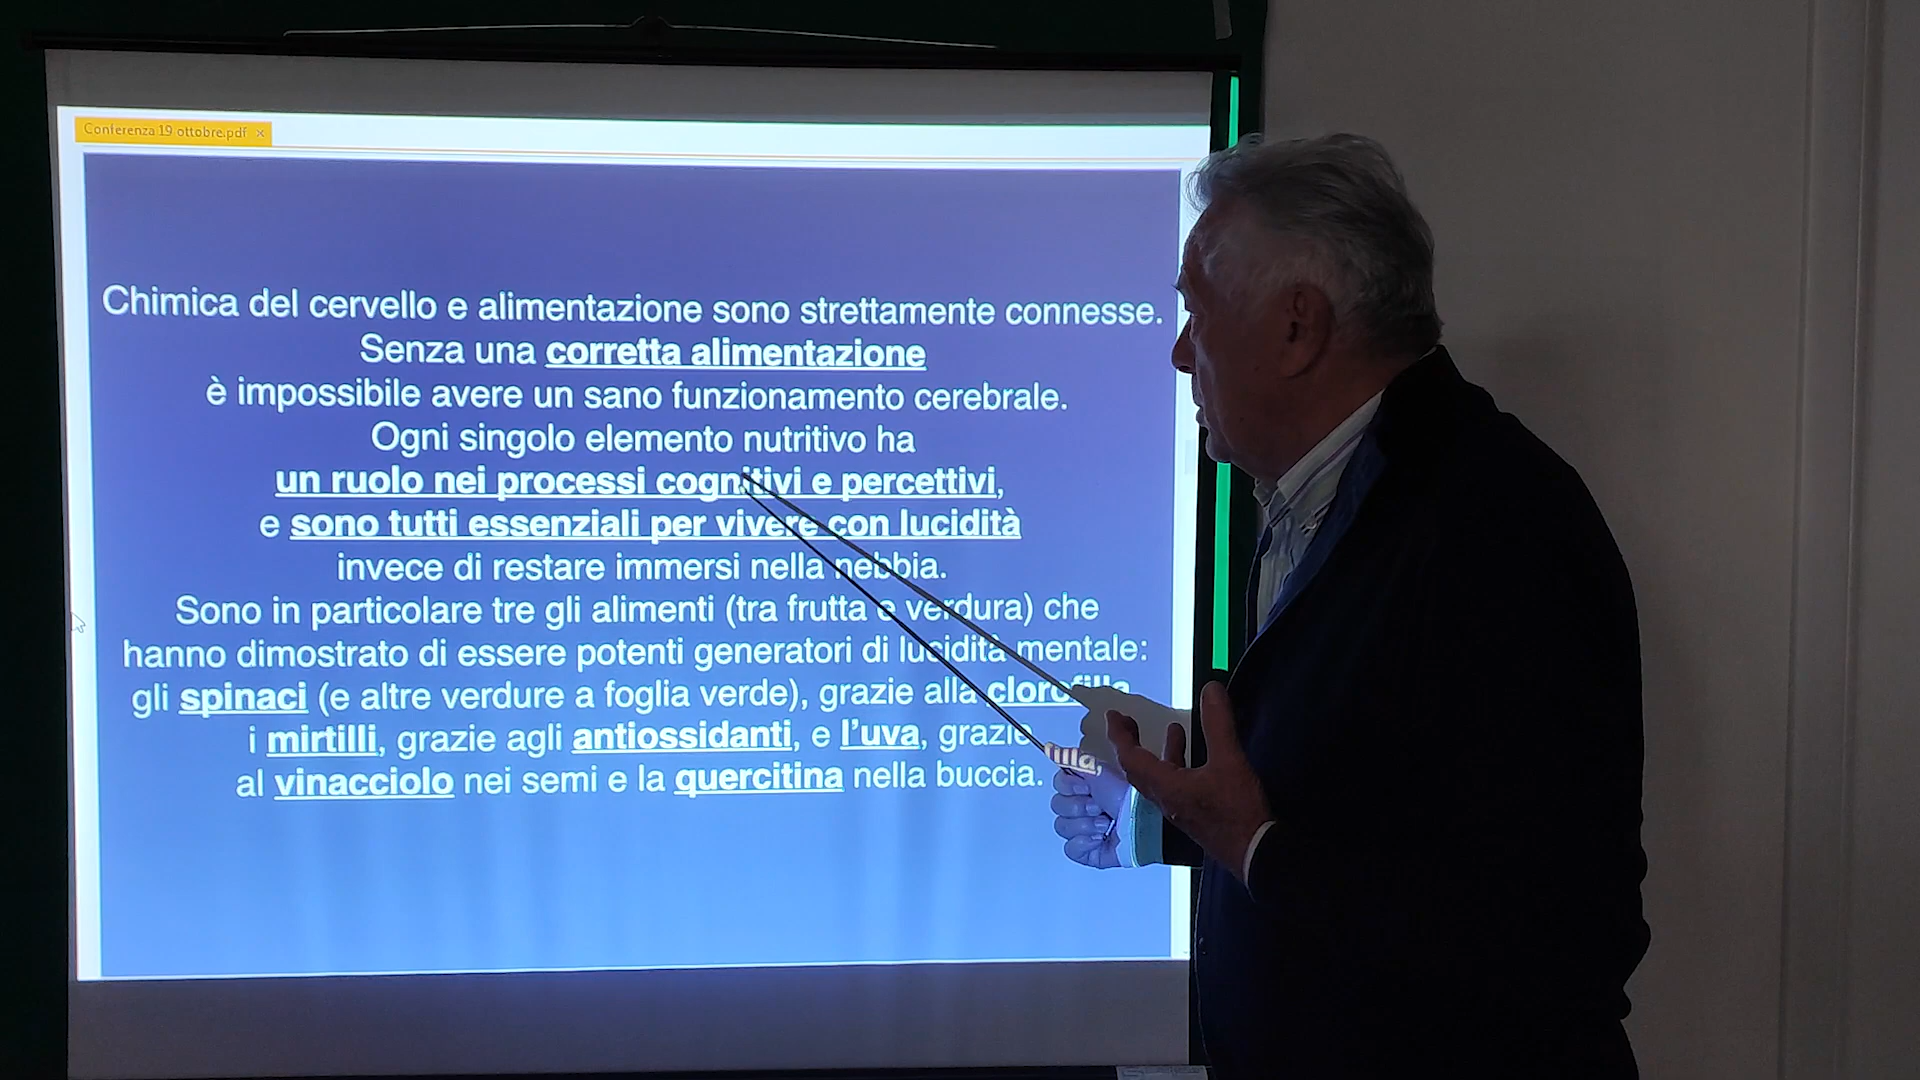 Conferenza 19 ottobre.pdf ×
Chimica del cervello e alimentazione sono strettamente connesse.
Senza una corretta alimentazione
è impossibile avere un sano funzionamento cerebrale.
Ogni singolo elemento nutritivo ha
un ruolo nei processi cognitivi e percettivi,
e sono tutti essenziali per vivere con lucidità
invece di restare immersi nella nebbia.
Sono in particolare tre gli alimenti (tra frutta e verdura) che
hanno dimostrato di essere potenti generatori di lucidità mentale:
gli spinaci (e altre verdure a foglia verde), grazie alla clorofilla,
i mirtilli, grazie agli antiossidanti, e l’uva, grazie
al vinacciolo nei semi e la quercitina nella buccia.